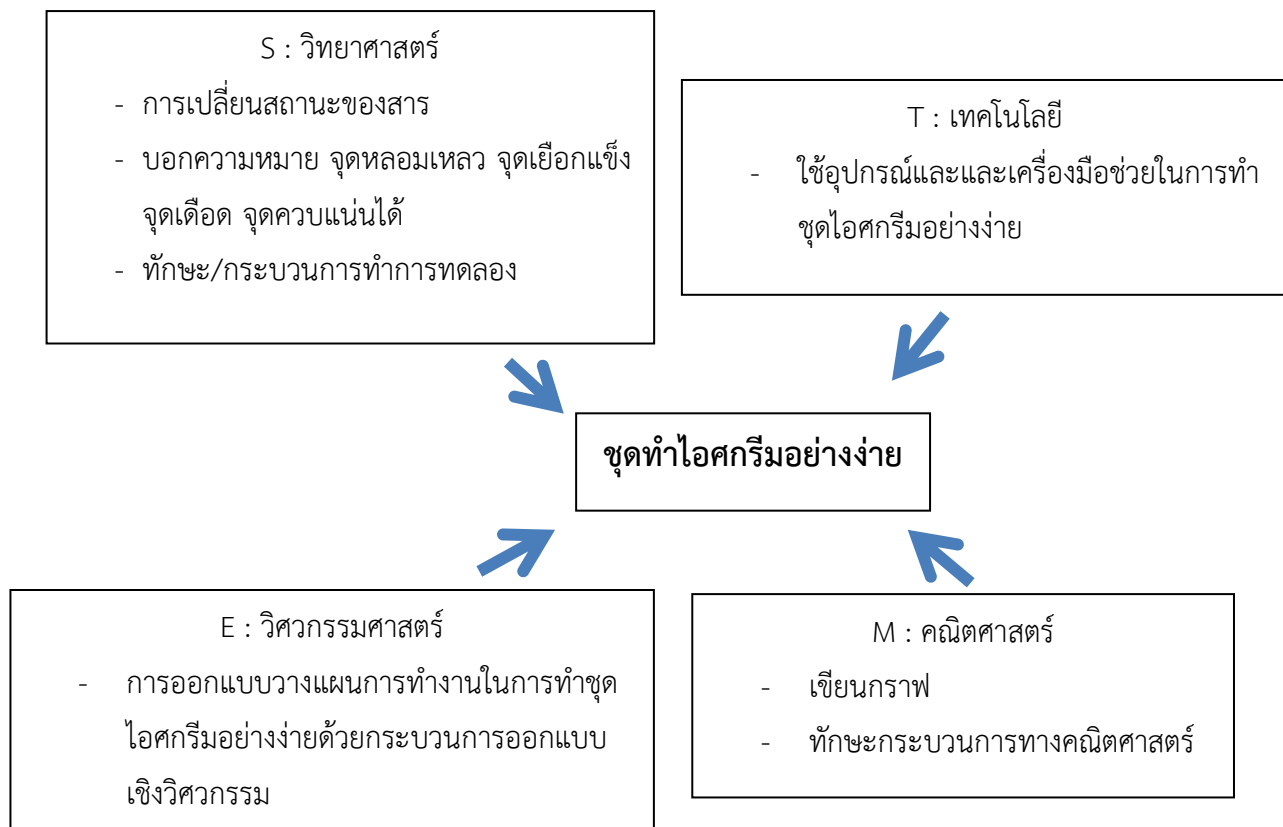 S : วิทยาศาสตร์
- การเปลี่ยนสถานะของสาร
- บอกความหมาย จุดหลอมเหลว จุดเยือกแข็ง
จุดเดือด จุดควบแน่นได้
- ทักษะ/กระบวนการทำการทดลอง
T : เทคโนโลยี
- ใช้อุปกรณ์และและเครื่องมือช่วยในการทำ
ชุดไอศกรีมอย่างง่าย
ชุดทำไอศกรีมอย่างง่าย
E : วิศวกรรมศาสตร์
- การออกแบบวางแผนการทำงานในการทำชุด
ไอศกรีมอย่างง่ายด้วยกระบวนการออกแบบ
เชิงวิศวกรรม
M : คณิตศาสตร์
- เขียนกราฟ
- ทักษะกระบวนการทางคณิตศาสตร์